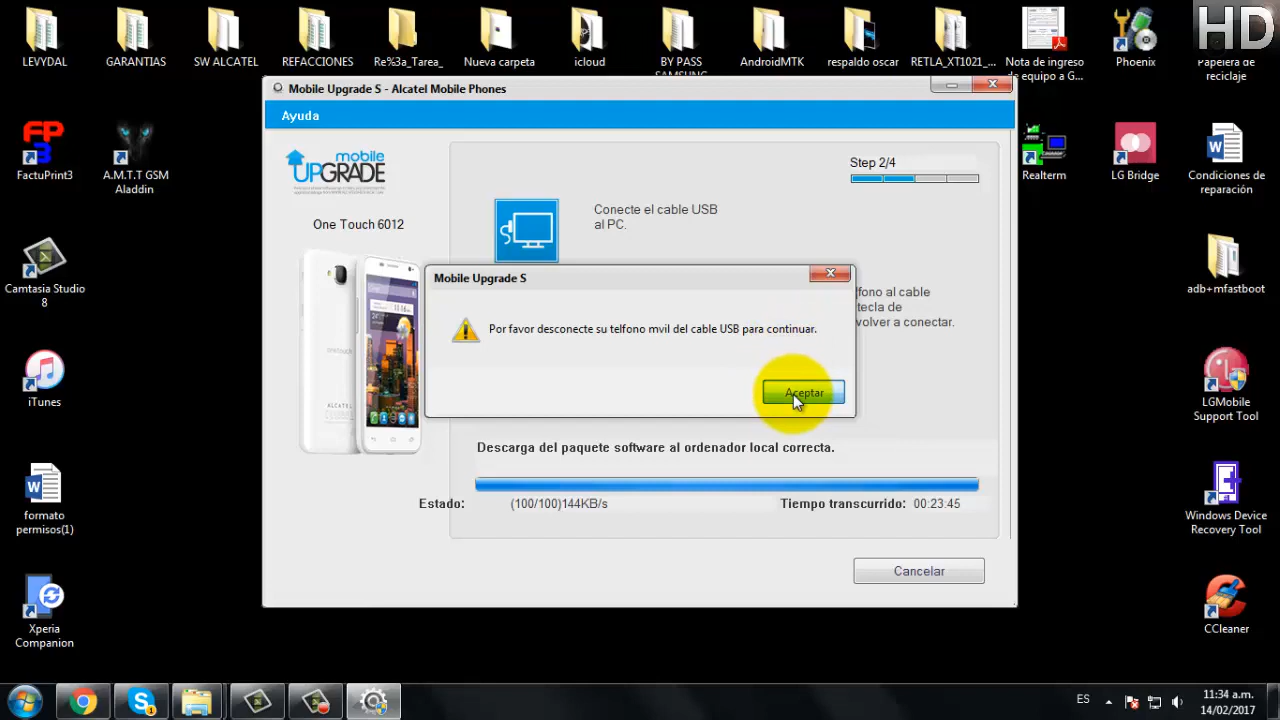 LEVYDAL
GARANTIAS
SW ALCATEL
REFACCIONES
Re%3a_Tarea_
Nueva carpeta
icloud
BY PASS
SAMSUNG
AndroidMTK
respaldo oscar
RETLA_XT1021_...
Nota de ingreso
de equipo a G...
Phoenix
Papelera de
reciclaje
HD
Mobile Upgrade S - Alcatel Mobile Phones
Ayuda
mobile
UPGRADE
One Touch 6012
Step 2/4
Conecte el cable USB
al PC.
fono al cable
tecla de
volver a conectar.
Mobile Upgrade S
Por favor desconecte su telfono mvil del cable USB para continuar.
Aceptar
onetouch
ALCATEL
Descarga del paquete software al ordenador local correcta.
Estado:
(100/100)144KB/s
Tiempo transcurrido:
00:23:45
Cancelar
FP
3
FactuPrint3
A.M.T.T GSM
Aladdin
Camtasia Studio
8
iTunes
formato
permisos(1)
Xperia
Companion
Realterm
LG Bridge
Condiciones de
reparación
adb+mfastboot
LGMobile
Support Tool
Windows Device
Recovery Tool
CCleaner
ES
11:34 a.m.
14/02/2017